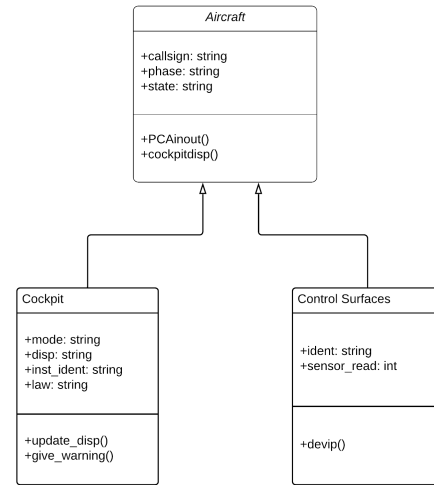 Aircraft
+callsign: string
+phase: string
+state: string
+PCAinout()
+cockpitdisp()
Cockpit
+mode: string
+disp: string
+inst_ident: string
+law: string
+update_disp()
+give_warning()
Control Surfaces
+ident: string
+sensor_read: int
+devip()